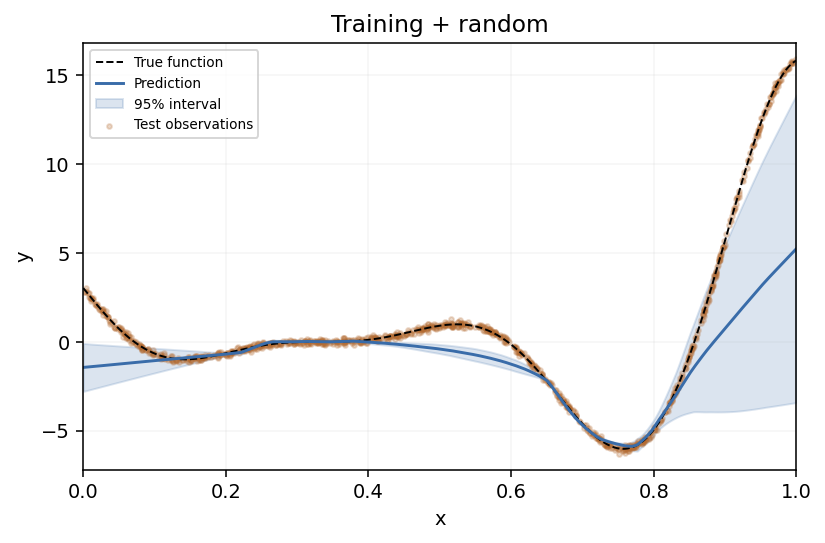 Training + random
True function
Prediction
95% interval
Test observations
15
10
5
0
−5
y
0.0 0.2 0.4 0.6 0.8 1.0
x